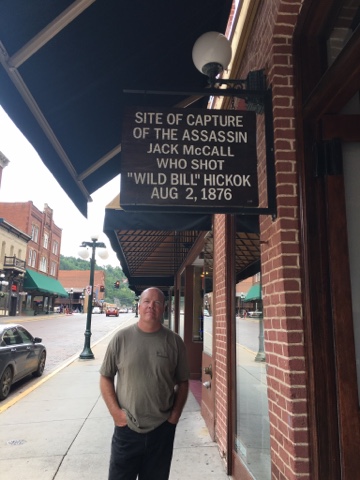 SITE OF CAPTURE
OF THE ASSASSIN
JACK McCALL
WHO SHOT
"WILD BILL" HICKOK
AUG 2, 1876